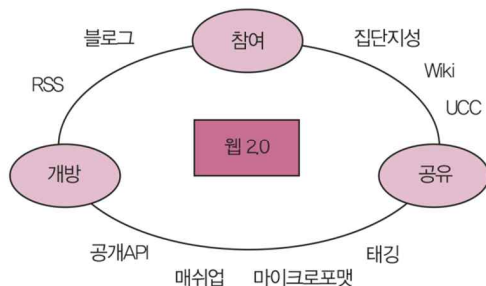 블로그
참여
집단지성
RSS
Wiki
UCC
웹 2.0
개방
공유
공개API
태깅
매쉬업
마이크로포맷